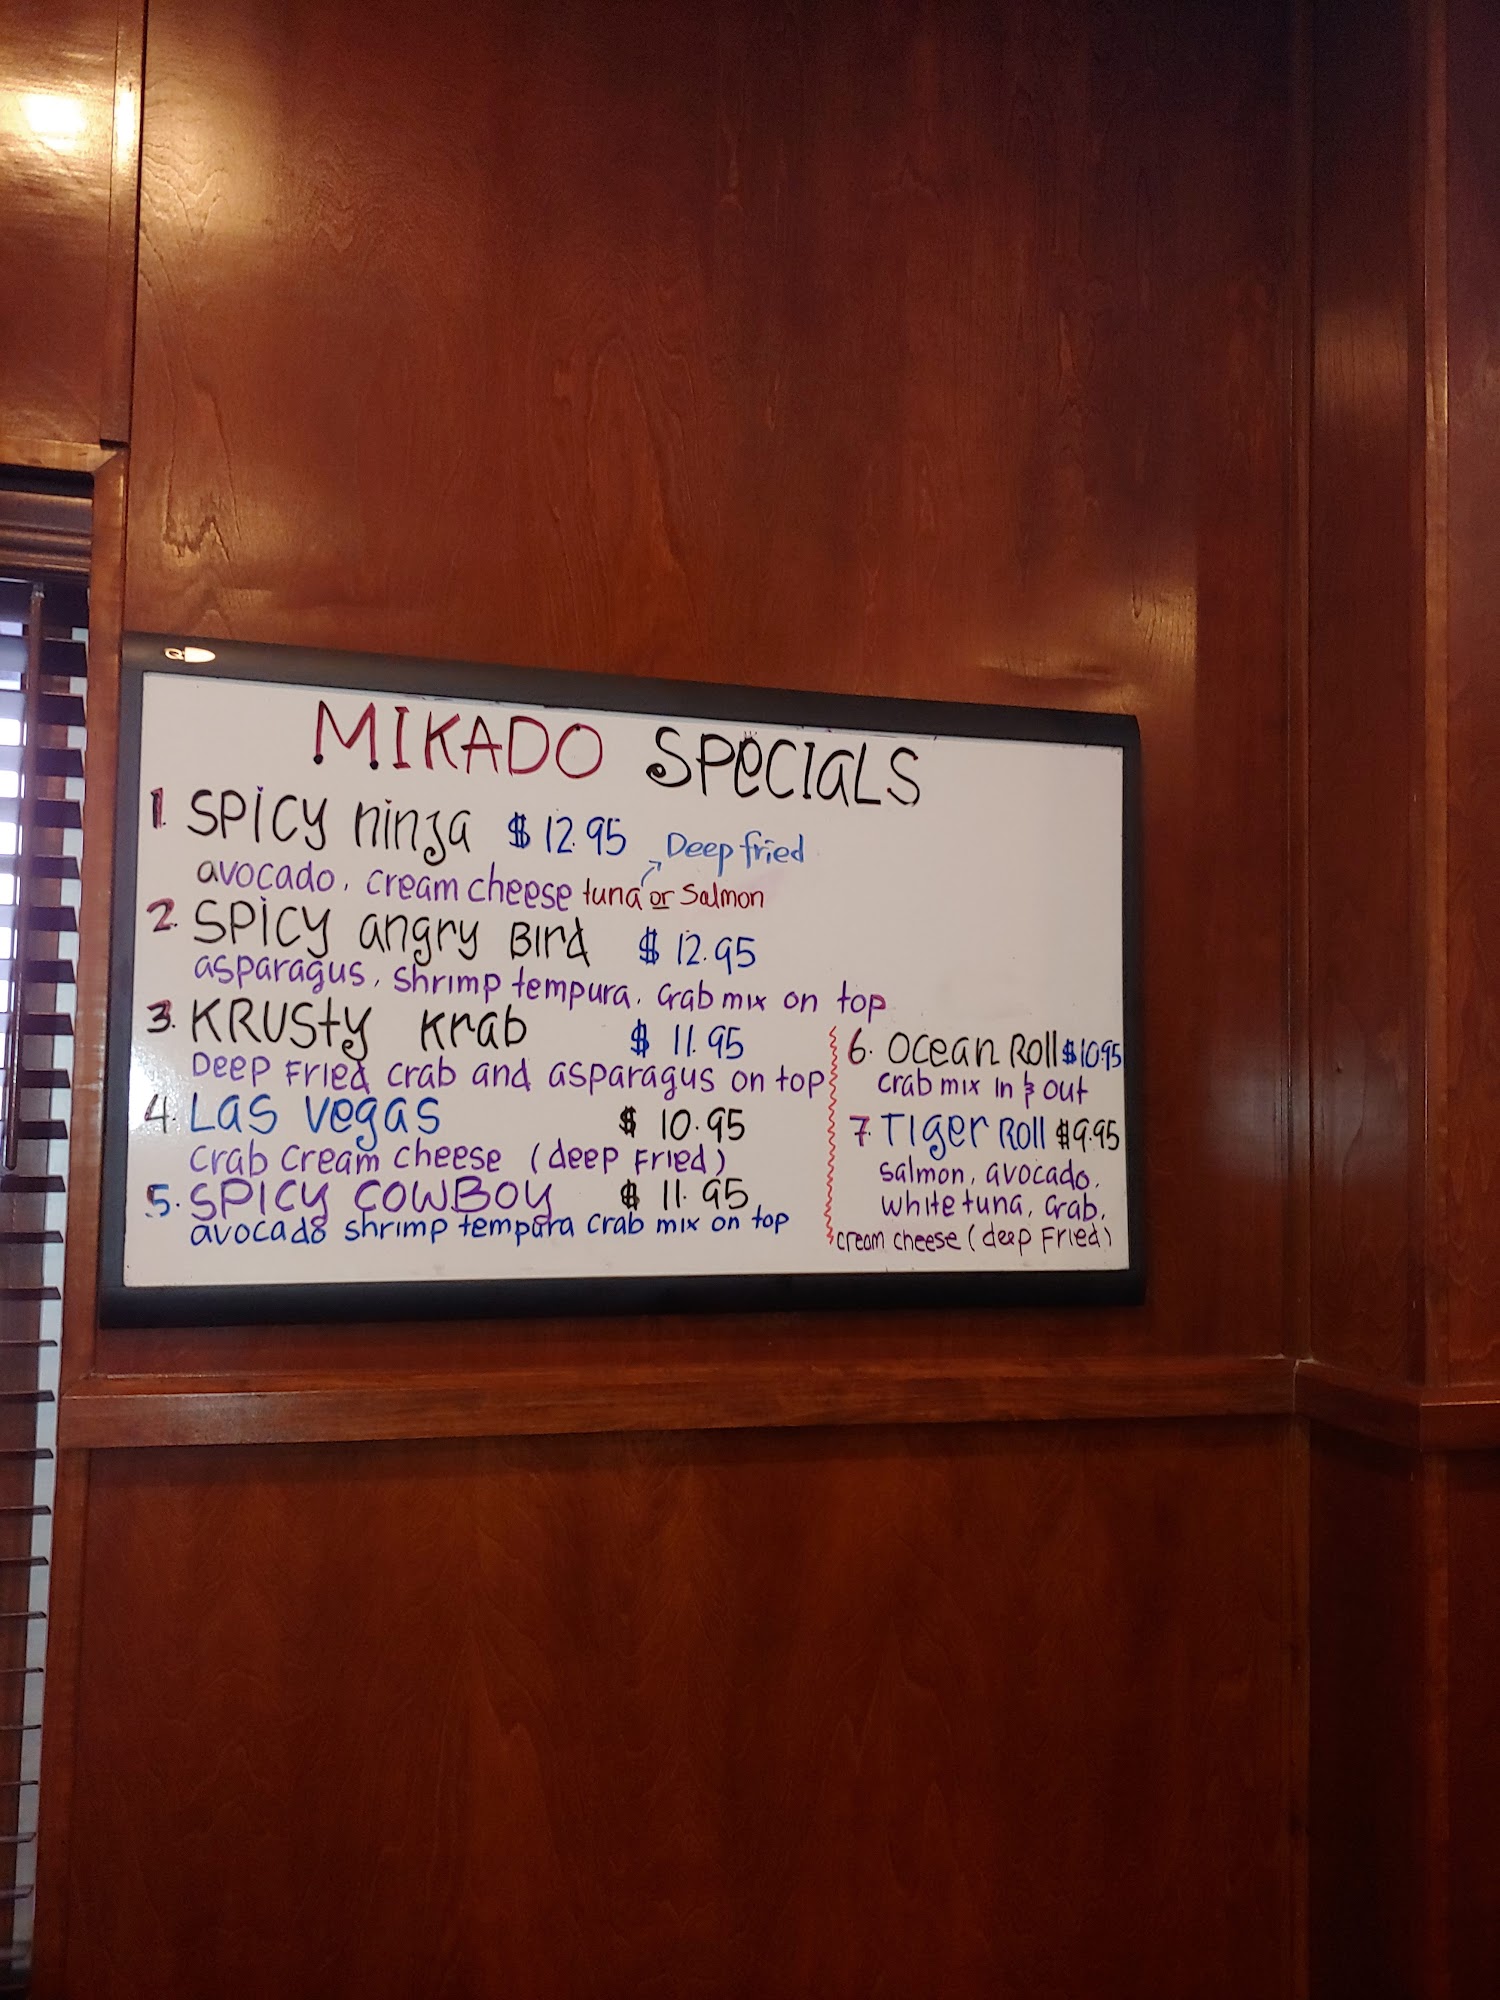 MIKADO SPECIALS
1. SPICY ninja $12.95
Deep fried
avocado, cream cheese tuna or Salmon
2. SPICY angry Bird $12.95
asparagus, shrimp tempura, Crab mix on top
3. KRUSty Krab $11.95
Deep Fried crab and asparagus on top
4. Las Vegas $10.95
Crab Cream Cheese (deep Fried)
5. SPICY COWBOY $11.95
avocado shrimp tempura crab mix on top
6. Ocean Roll $10.95
crab mix in & out
7. Tiger Roll $9.95
salmon, avocado,
white tuna, Crab,
cream cheese (deep Fried)